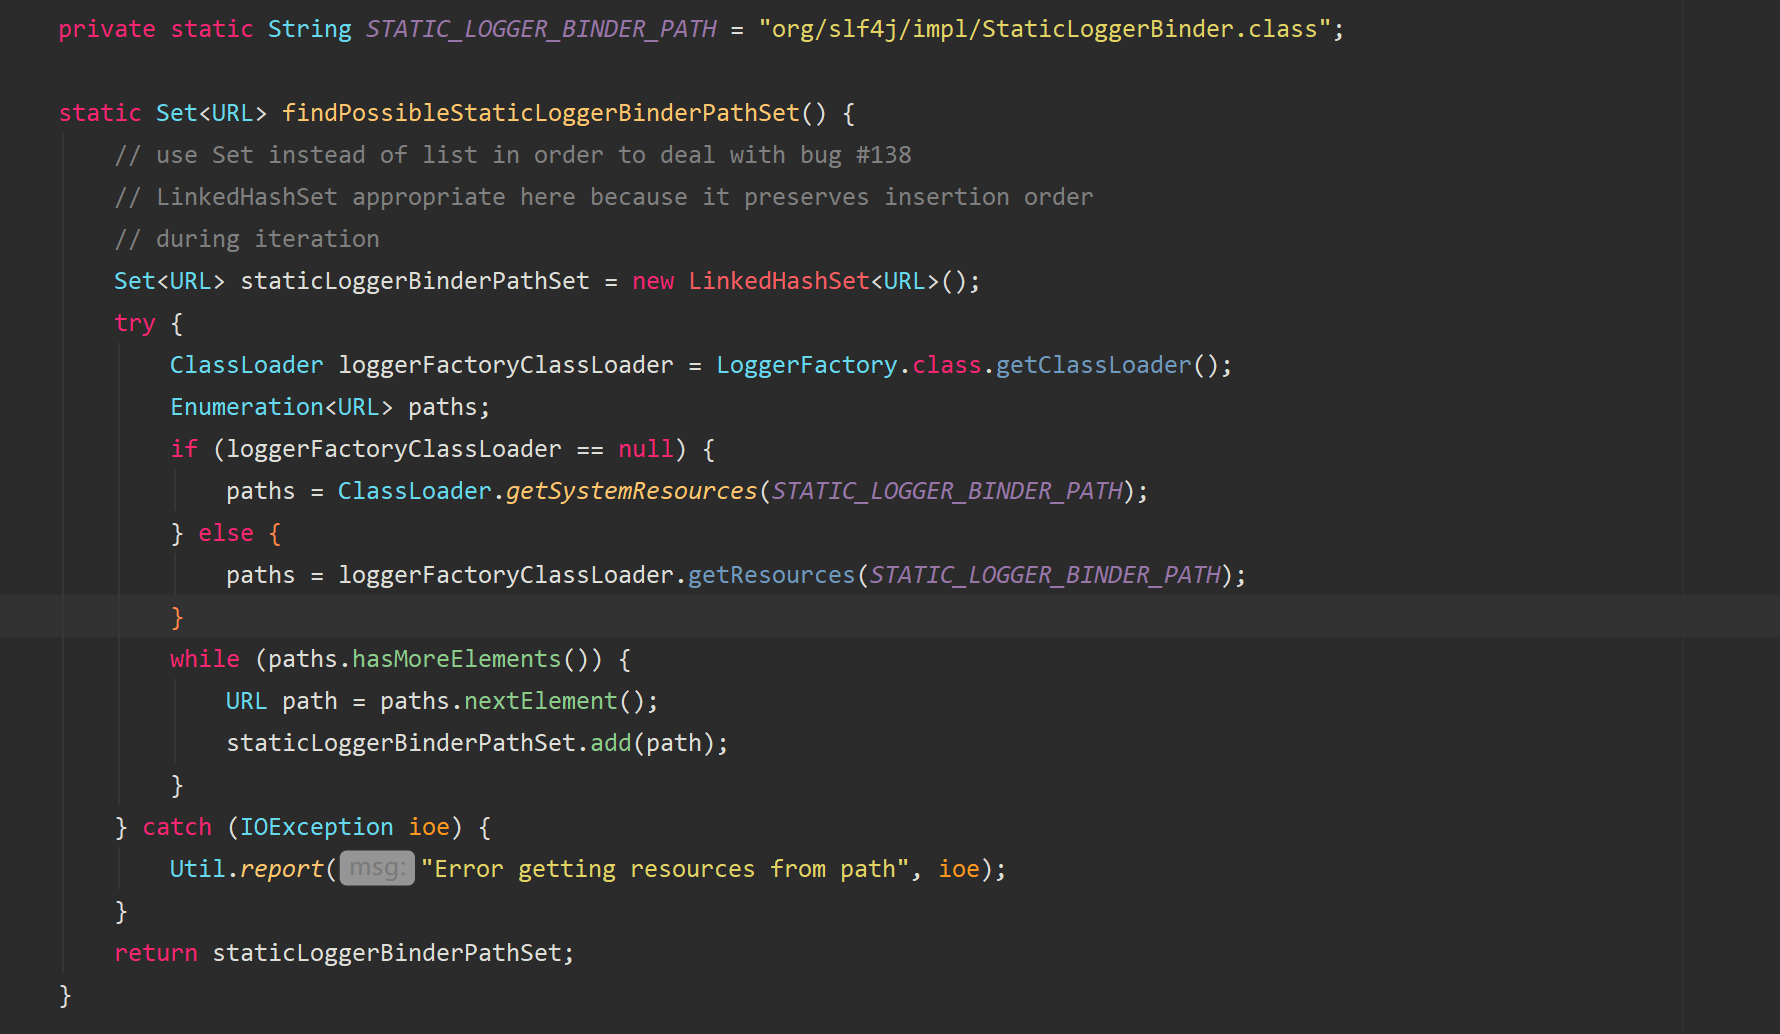 private static String STATIC_LOGGER_BINDER_PATH = "org/slf4j/impl/StaticLoggerBinder.class";
static Set<URL> findPossibleStaticLoggerBinderPathSet() {
// use Set instead of list in order to deal with bug #138
// LinkedHashSet appropriate here because it preserves insertion order
// during iteration
Set<URL> staticLoggerBinderPathSet = new LinkedHashSet<URL>();
try {
ClassLoader loggerFactoryClassLoader = LoggerFactory.class.getClassLoader();
Enumeration<URL> paths;
if (loggerFactoryClassLoader == null) {
paths = ClassLoader.getSystemResources(STATIC_LOGGER_BINDER_PATH);
} else {
paths = loggerFactoryClassLoader.getResources(STATIC_LOGGER_BINDER_PATH);
}
while (paths.hasMoreElements()) {
URL path = paths.nextElement();
staticLoggerBinderPathSet.add(path);
}
} catch (IOException ioe) {
Util.report( msg: "Error getting resources from path", ioe);
}
return staticLoggerBinderPathSet;
}